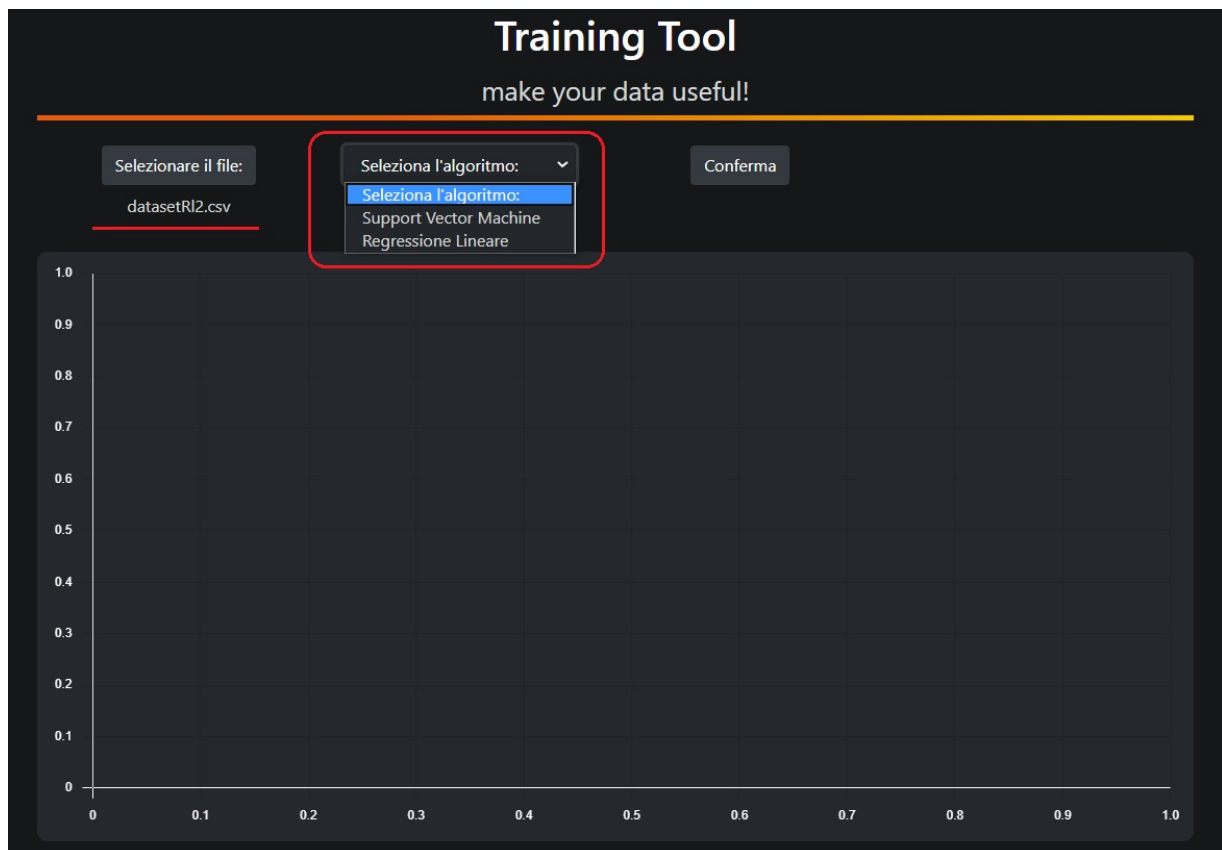 Training Tool
make your data useful!
Selezionare il file:
Seleziona l'algoritmo:
Conferma
datasetRl2.csv
Seleziona l'algoritmo:
Support Vector Machine
Regressione Lineare
1.0
0.9
0.8
0.7
0.6
0.5
0.4
0.3
0.2
0.1
0
0 0.1 0.2 0.3 0.4 0.5 0.6 0.7 0.8 0.9 1.0